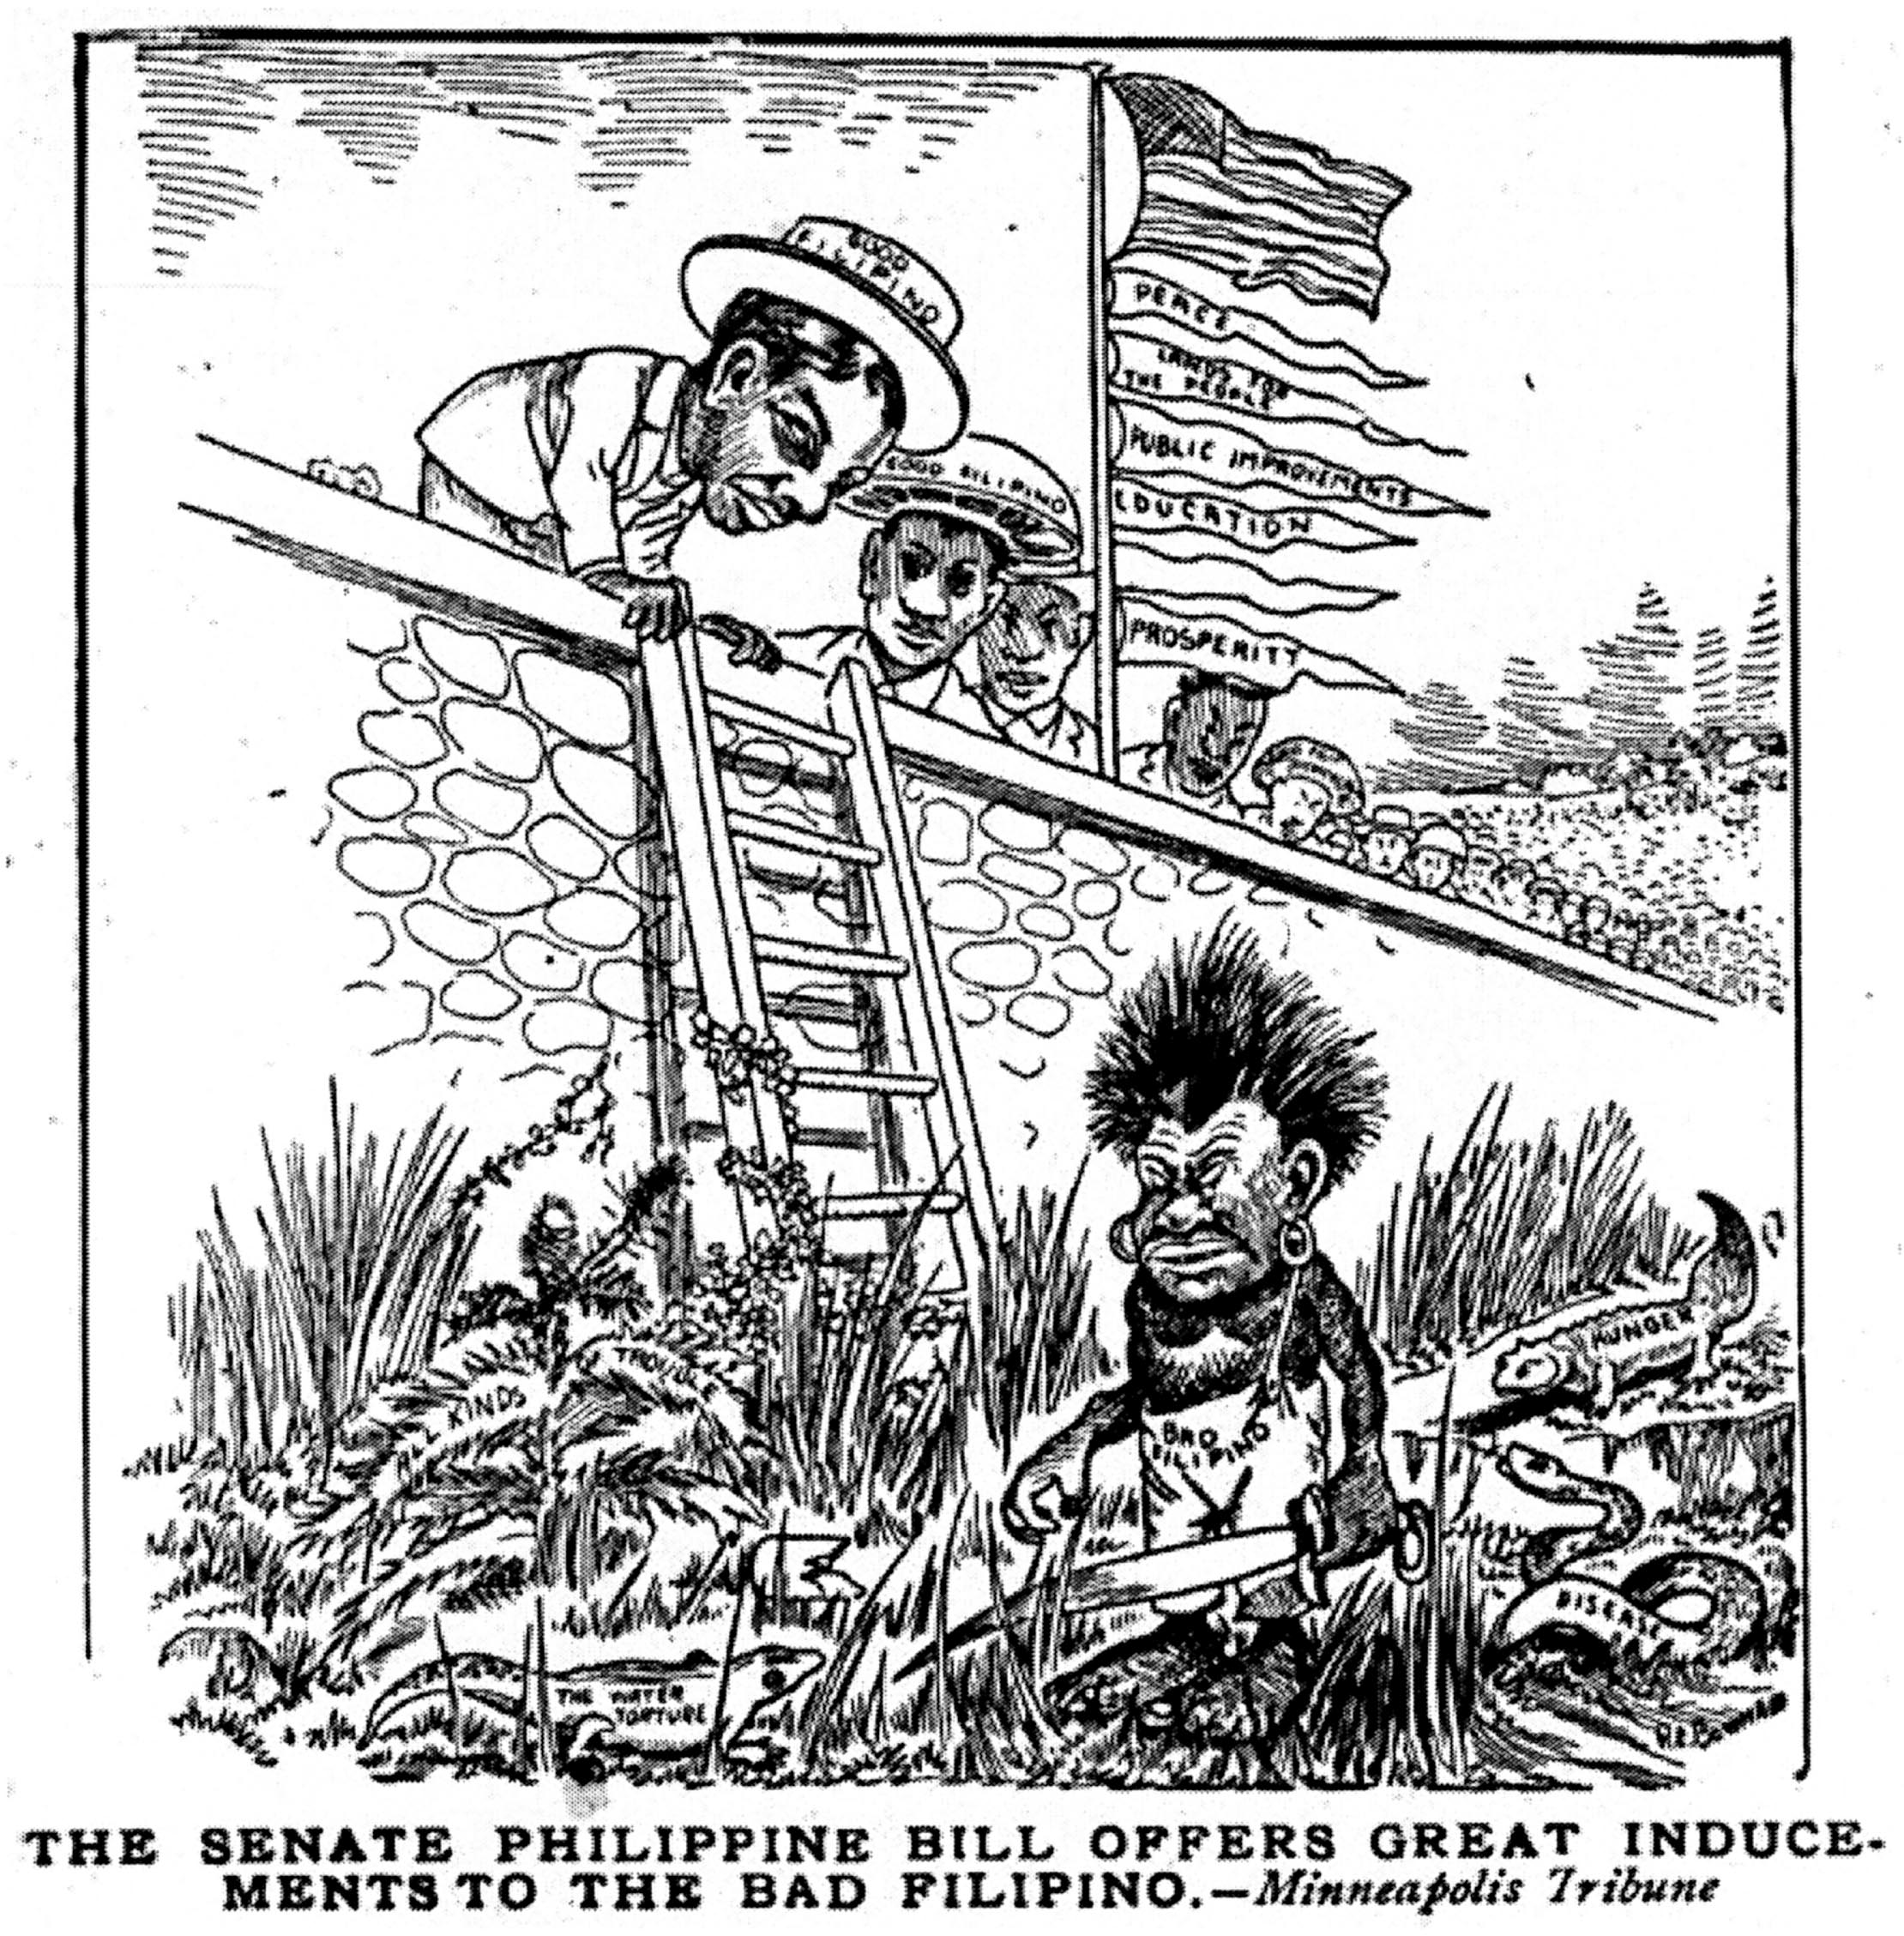 GOOD
FILIPINO
GOOD FILIPINO
PEACE
LANDS FOR
THE PEOPLE
PUBLIC IMPROVEMENTS
EDUCATION
PROSPERITY
HUNGER
ALL KINDS
TROUBLE
BAD
FILIPINO
DISEASE
THE WATER
TORTURE
THE SENATE PHILIPPINE BILL OFFERS GREAT INDUCE-
MENTS TO THE BAD FILIPINO.—Minneapolis Tribune